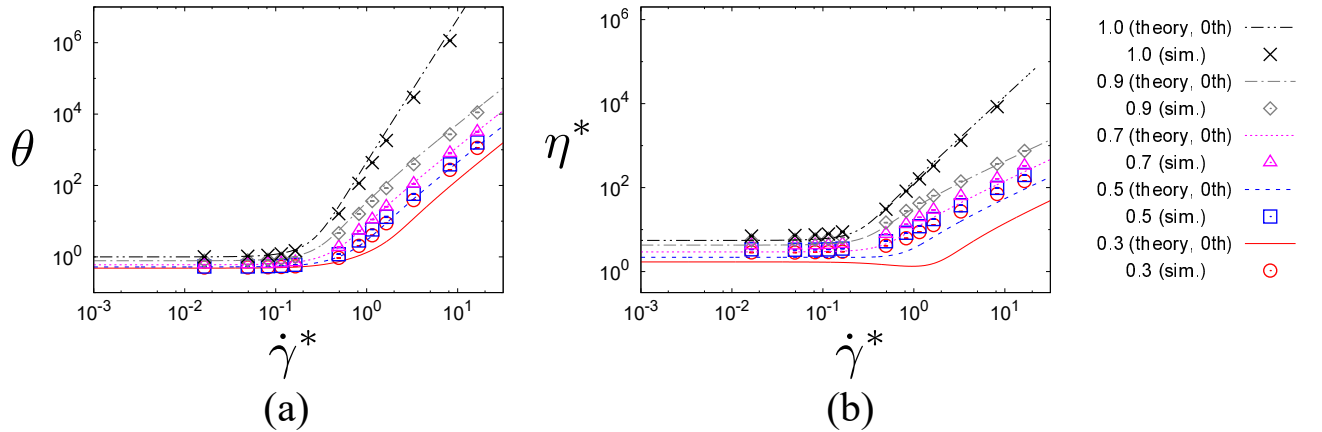 10^6
10^4
10^2
10^0
θ
10^-3
10^-2
10^-1
10^0
10^1
γ̇*
(a)
10^6
10^4
10^2
10^0
η*
10^-3
10^-2
10^-1
10^0
10^1
γ̇*
(b)
1.0 (theory, 0th)
1.0 (sim.)
0.9 (theory, 0th)
0.9 (sim.)
0.7 (theory, 0th)
0.7 (sim.)
0.5 (theory, 0th)
0.5 (sim.)
0.3 (theory, 0th)
0.3 (sim.)